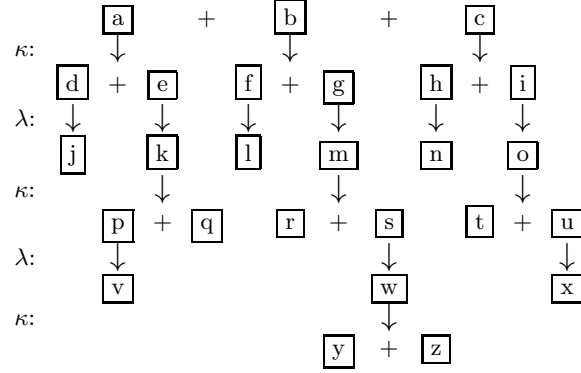 a + b + c
κ:
d + e f + g h + i
λ:
j k l m n o
κ:
p + q r + s t + u
λ:
v w x
κ:
y + z